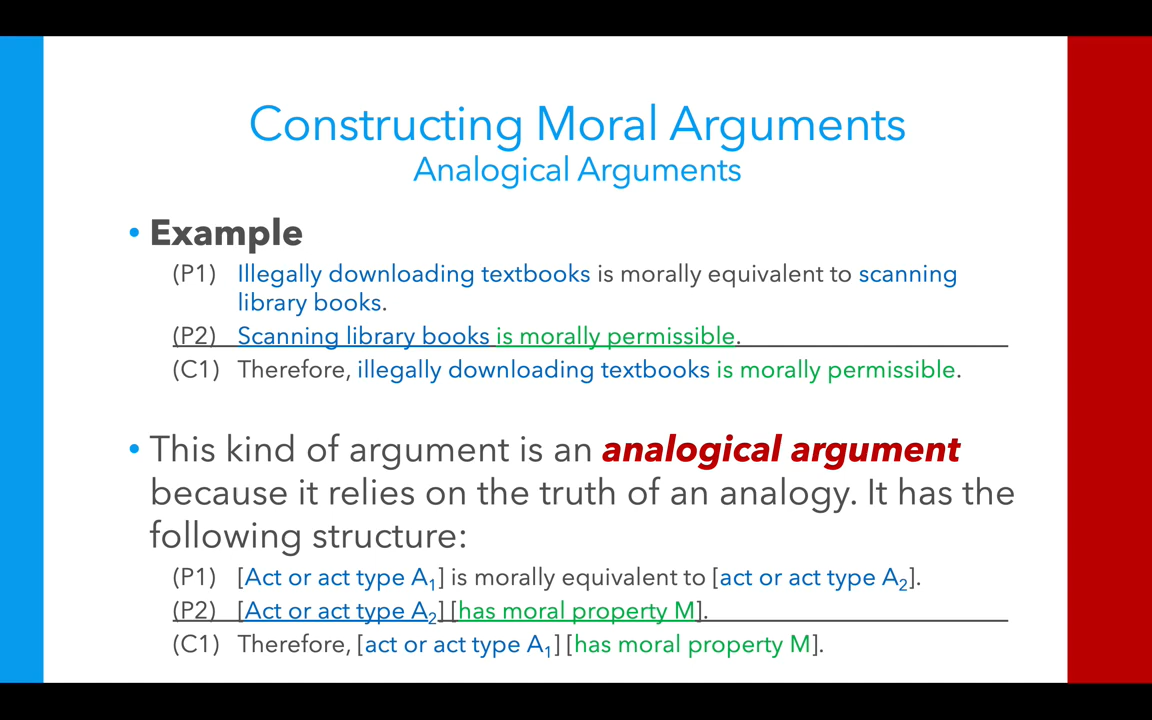 Constructing Moral Arguments
Analogical Arguments
• Example
(P1) Illegally downloading textbooks is morally equivalent to scanning
library books.
(P2) Scanning library books is morally permissible.
(C1) Therefore, illegally downloading textbooks is morally permissible.
• This kind of argument is an analogical argument
because it relies on the truth of an analogy. It has the
following structure:
(P1) [Act or act type A₁] is morally equivalent to [act or act type A₂].
(P2) [Act or act type A₂] [has moral property M].
(C1) Therefore, [act or act type A₁] [has moral property M].